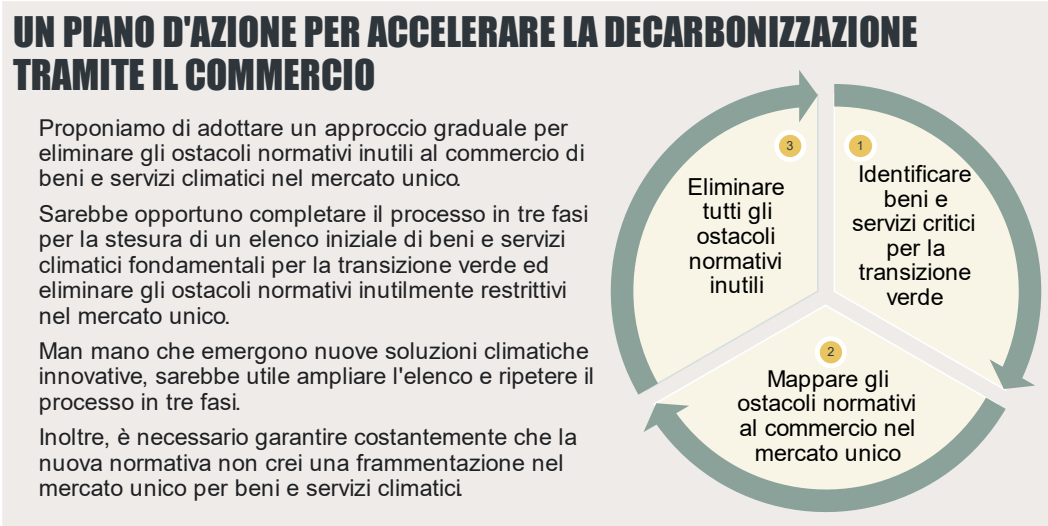 UN PIANO D'AZIONE PER ACCELERARE LA DECARBONIZZAZIONE
TRAMITE IL COMMERCIO
Proponiamo di adottare un approccio graduale per
eliminare gli ostacoli normativi inutili al commercio di
beni e servizi climatici nel mercato unico.
Sarebbe opportuno completare il processo in tre fasi
per la stesura di un elenco iniziale di beni e servizi
climatici fondamentali per la transizione verde ed
eliminare gli ostacoli normativi inutilmente restrittivi
nel mercato unico.
Man mano che emergono nuove soluzioni climatiche
innovative, sarebbe utile ampliare l'elenco e ripetere il
processo in tre fasi.
Inoltre, è necessario garantire costantemente che la
nuova normativa non crei una frammentazione nel
mercato unico per beni e servizi climatici.
1
Identificare
beni e
servizi critici
per la
transizione
verde
2
Mappare gli
ostacoli normativi
al commercio nel
mercato unico
3
Eliminare
tutti gli
ostacoli
normativi
inutili